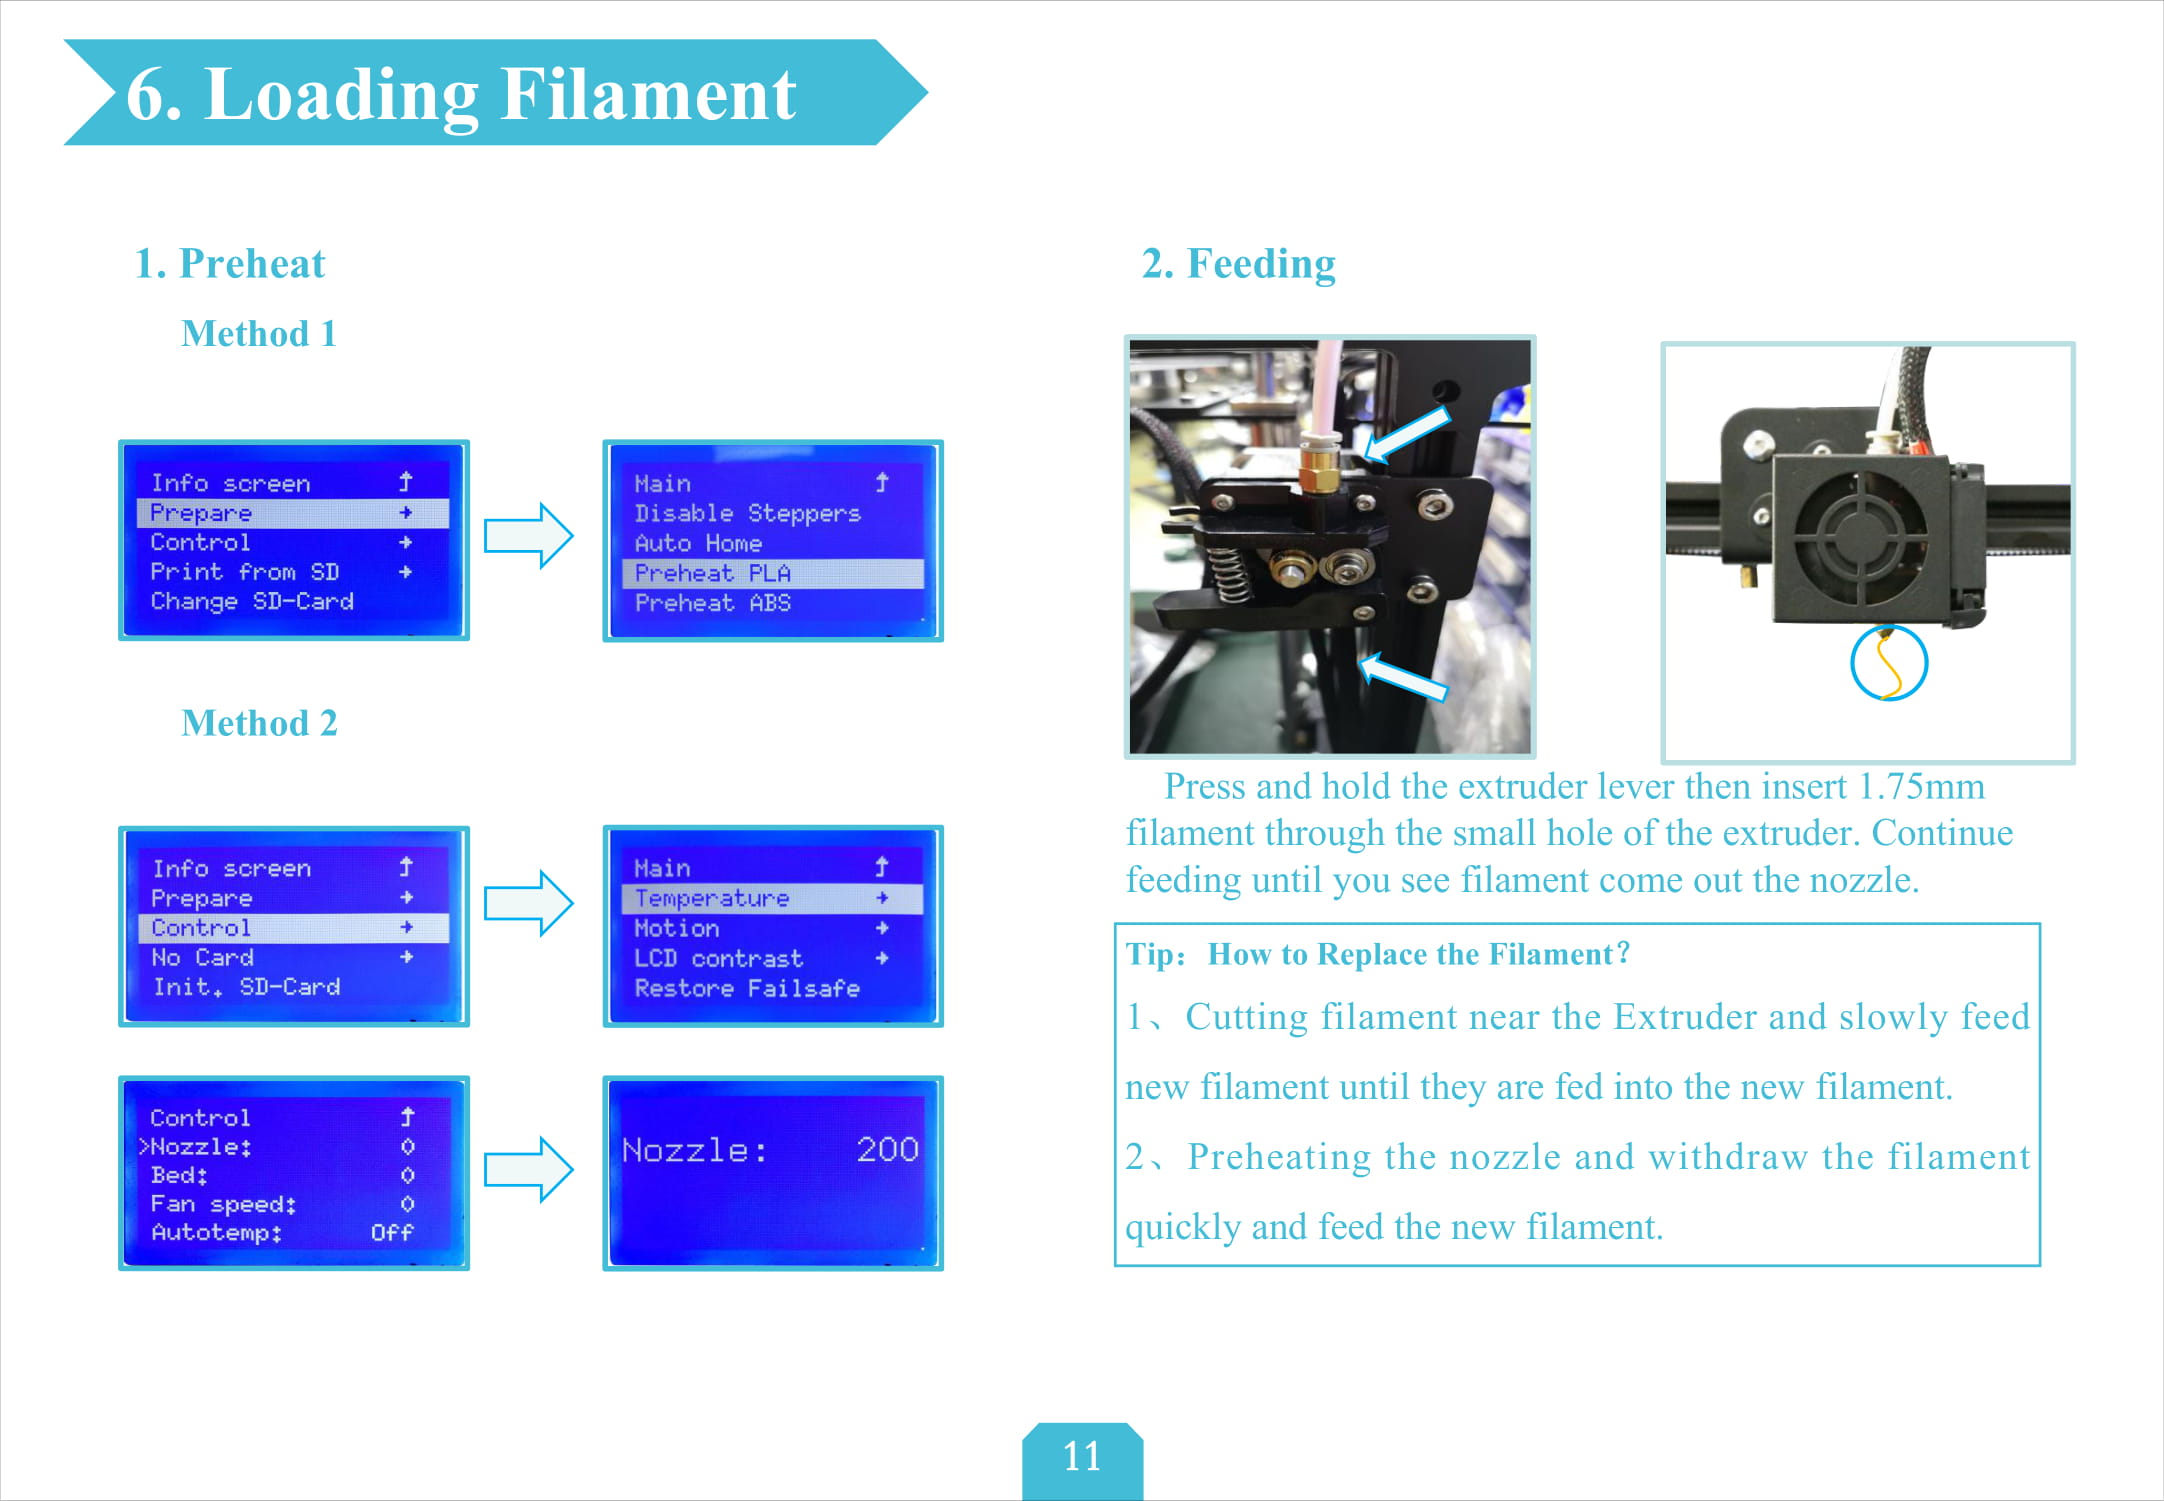 6. Loading Filament
1. Preheat
Method 1
Info screen
Prepare
Control
Print from SD
Change SD-Card
Main
Disable Steppers
Auto Home
Preheat PLA
Preheat ABS
Method 2
Info screen
Prepare
Control
No Card
Init. SD-Card
Main
Temperature
Motion
LCD contrast
Restore Failsafe
Control
>Nozzle: 0
Bed: 0
Fan speed: 0
Autotemp: Off
Nozzle: 200
2. Feeding
Press and hold the extruder lever then insert 1.75mm
filament through the small hole of the extruder. Continue
feeding until you see filament come out the nozzle.
Tip：How to Replace the Filament？
1、Cutting filament near the Extruder and slowly feed
new filament until they are fed into the new filament.
2、Preheating the nozzle and withdraw the filament
quickly and feed the new filament.
11